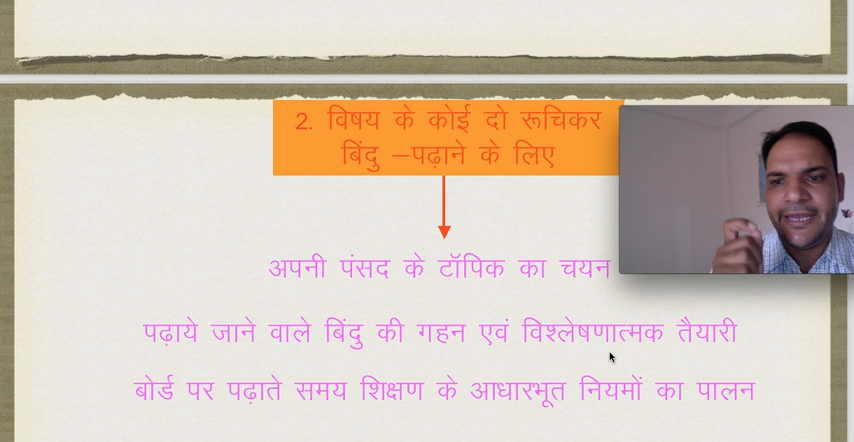 2. विषय के कोई दो रूचिकर
बिंदु –पढ़ाने के लिए
अपनी पंसद के टॉपिक का चयन
पढ़ाये जाने वाले बिंदु की गहन एवं विश्लेषणात्मक तैयारी
बोर्ड पर पढ़ाते समय शिक्षण के आधारभूत नियमों का पालन